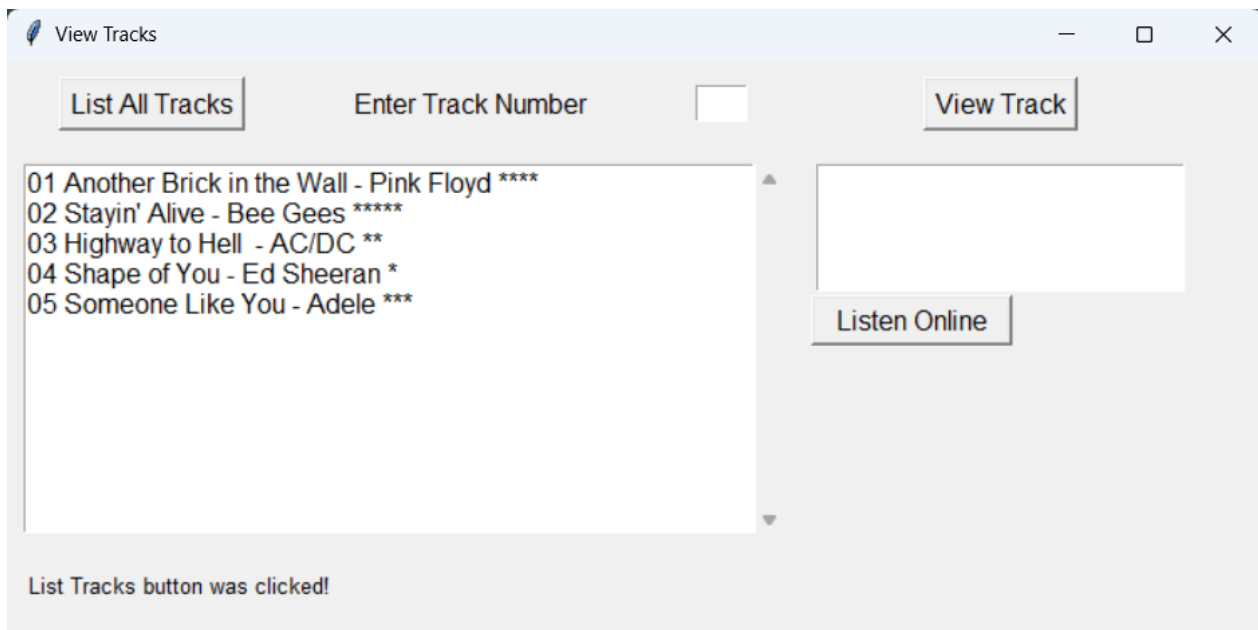 View Tracks
List All Tracks Enter Track Number View Track
01 Another Brick in the Wall - Pink Floyd ****
02 Stayin' Alive - Bee Gees *****
03 Highway to Hell  - AC/DC **
04 Shape of You - Ed Sheeran *
05 Someone Like You - Adele ***
Listen Online
List Tracks button was clicked!